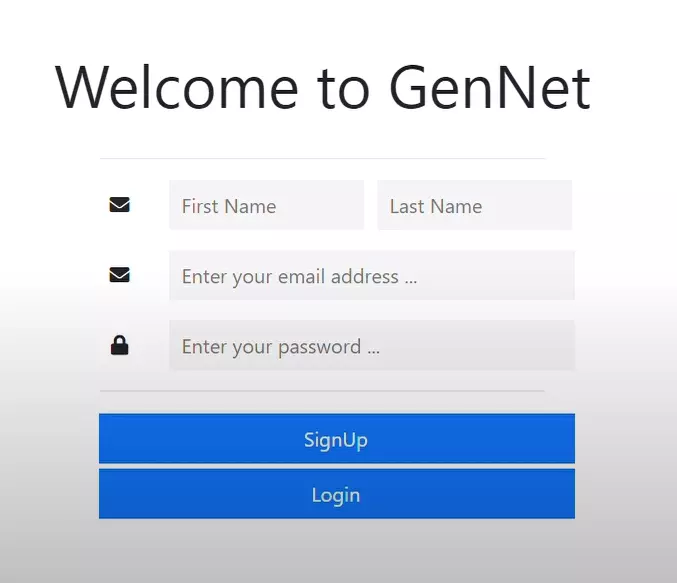 Welcome to GenNet
First Name Last Name
Enter your email address ...
Enter your password ...
SignUp
Login